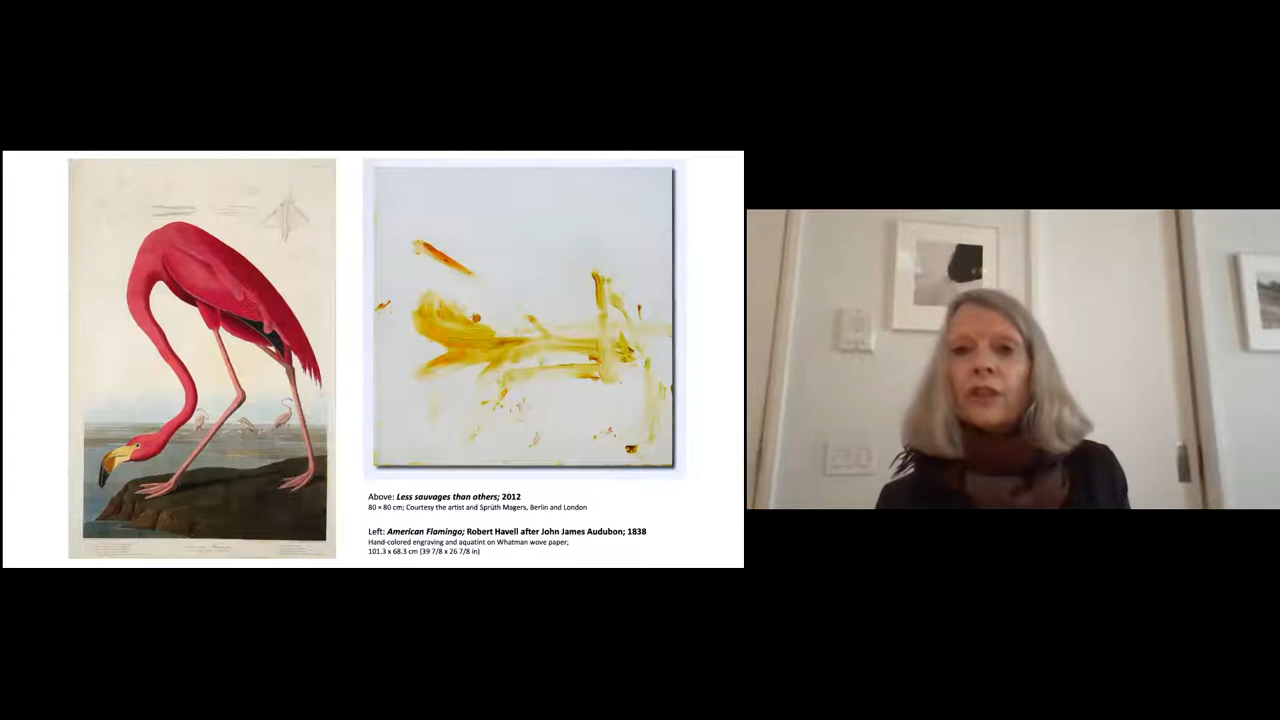 Above: Less sauvages than others; 2012
80 × 80 cm; Courtesy the artist and Sprüth Magers, Berlin and London
Left: American Flamingo; Robert Havell after John James Audubon; 1838
Hand-colored engraving and aquatint on Whatman wove paper;
101.3 x 68.3 cm (39 7/8 x 26 7/8 in)